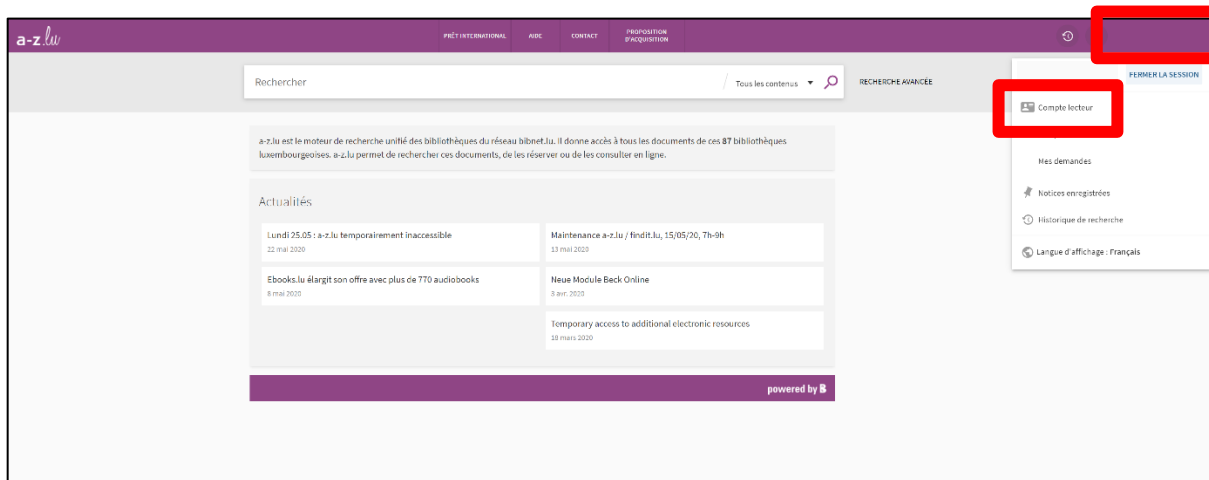 a-z.lu
PRÊT INTERNATIONAL
AIDE
CONTACT
PROPOSITION
D'ACQUISITION
Rechercher
Tous les contenus
RECHERCHE AVANCÉE
FERMER LA SESSION
Compte lecteur
Mes demandes
Notices enregistrées
Historique de recherche
Langue d'affichage : Français
a-z.lu est le moteur de recherche unifié des bibliothèques du réseau bibnet.lu. Il donne accès à tous les documents de ces 87 bibliothèques
luxembourgeoises. a-z.lu permet de rechercher ces documents, de les réserver ou de les consulter en ligne.
Actualités
Lundi 25.05 : a-z.lu temporairement inaccessible
22 mai 2020
Maintenance a-z.lu / findit.lu, 15/05/20, 7h-9h
13 mai 2020
Ebooks.lu élargit son offre avec plus de 770 audiobooks
8 mai 2020
Neue Module Beck Online
3 avr. 2020
Temporary access to additional electronic resources
18 mars 2020
powered by B